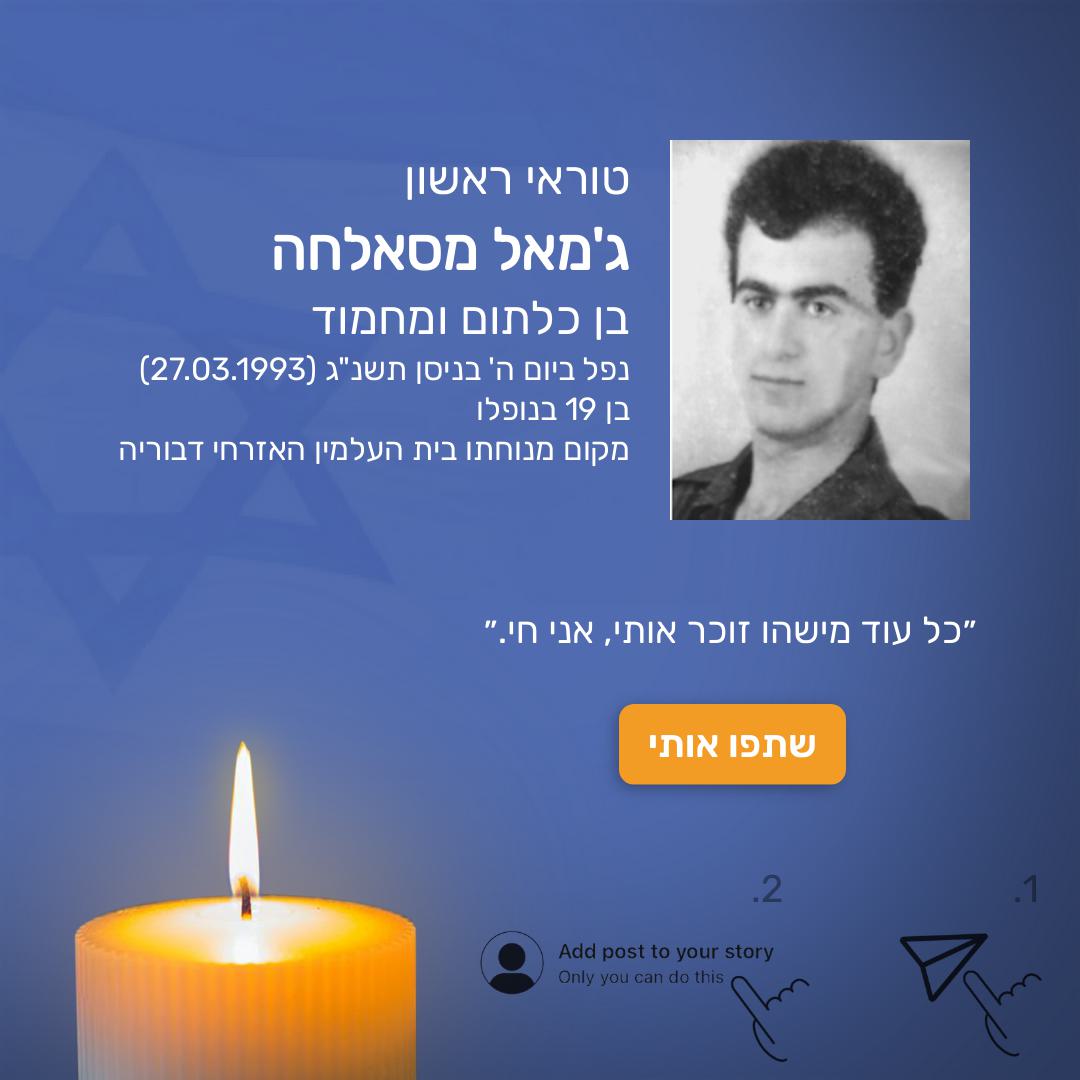 טוראי ראשון
ג'מאל מסאלחה
בן כלתום ומחמוד
נפל ביום ה' בניסן תשנ"ג (27.03.1993)
בן 19 בנופלו
מקום מנוחתו בית העלמין האזרחי דבוריה
״כל עוד מישהו זוכר אותי, אני חי.״
שתפו אותי
.1
.2
Add post to your story
Only you can do this